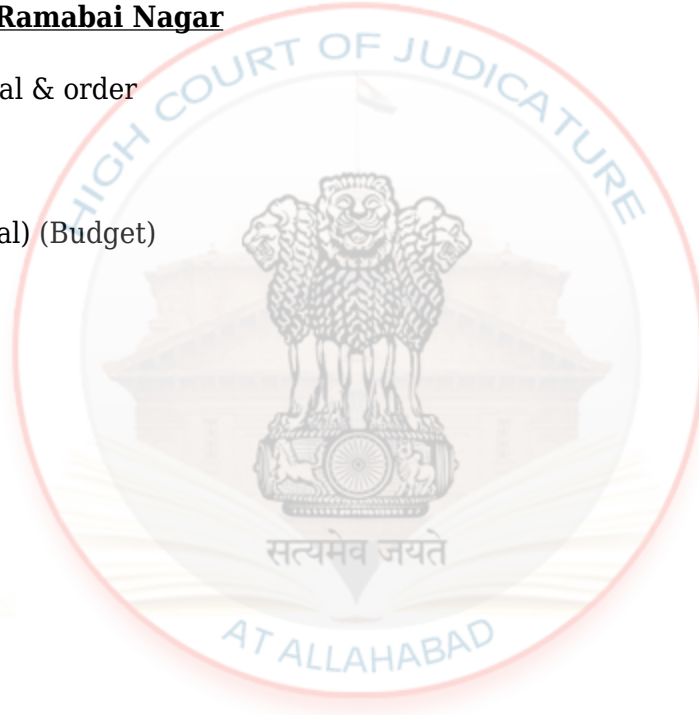 Ramabai Nagar
HIGH COURT OF JUDICATURE
al & order
al) (Budget)
सत्यमेव जयते
AT ALLAHABAD